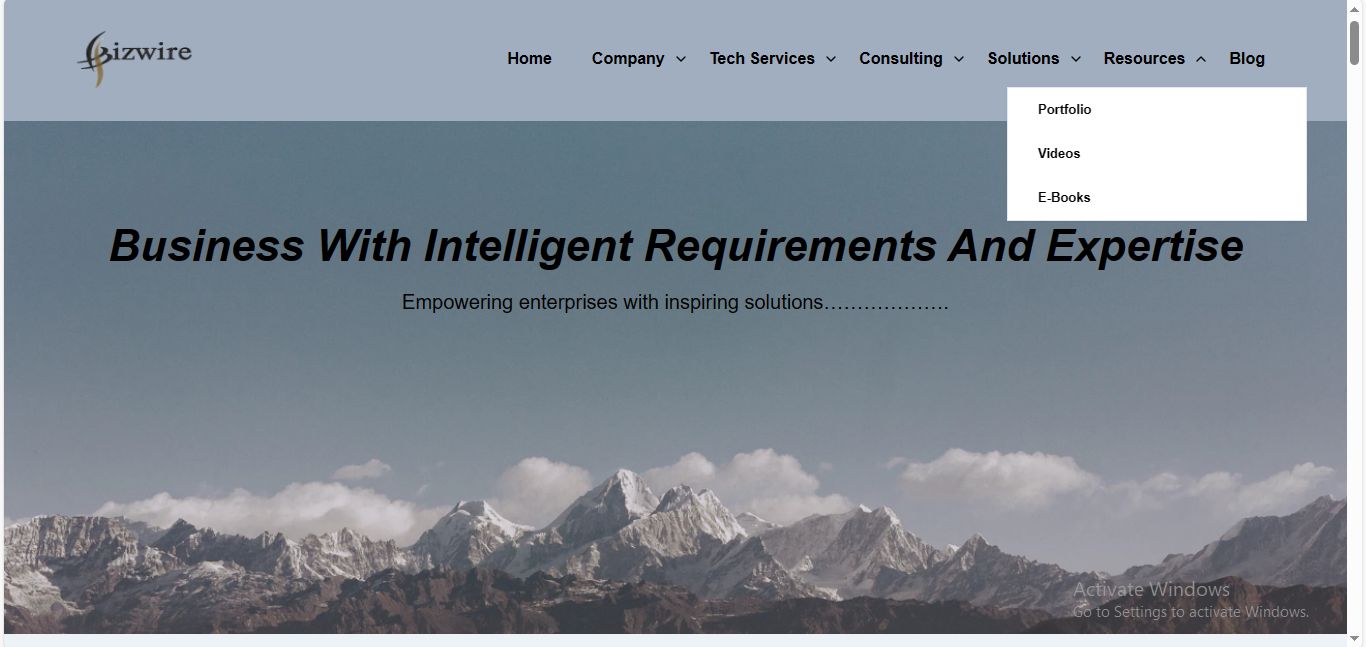 Bizwire
Home Company Tech Services Consulting Solutions Resources Blog
Portfolio
Videos
E-Books
Business With Intelligent Requirements And Expertise
Empowering enterprises with inspiring solutions……………….
Activate Windows
Go to Settings to activate Windows.